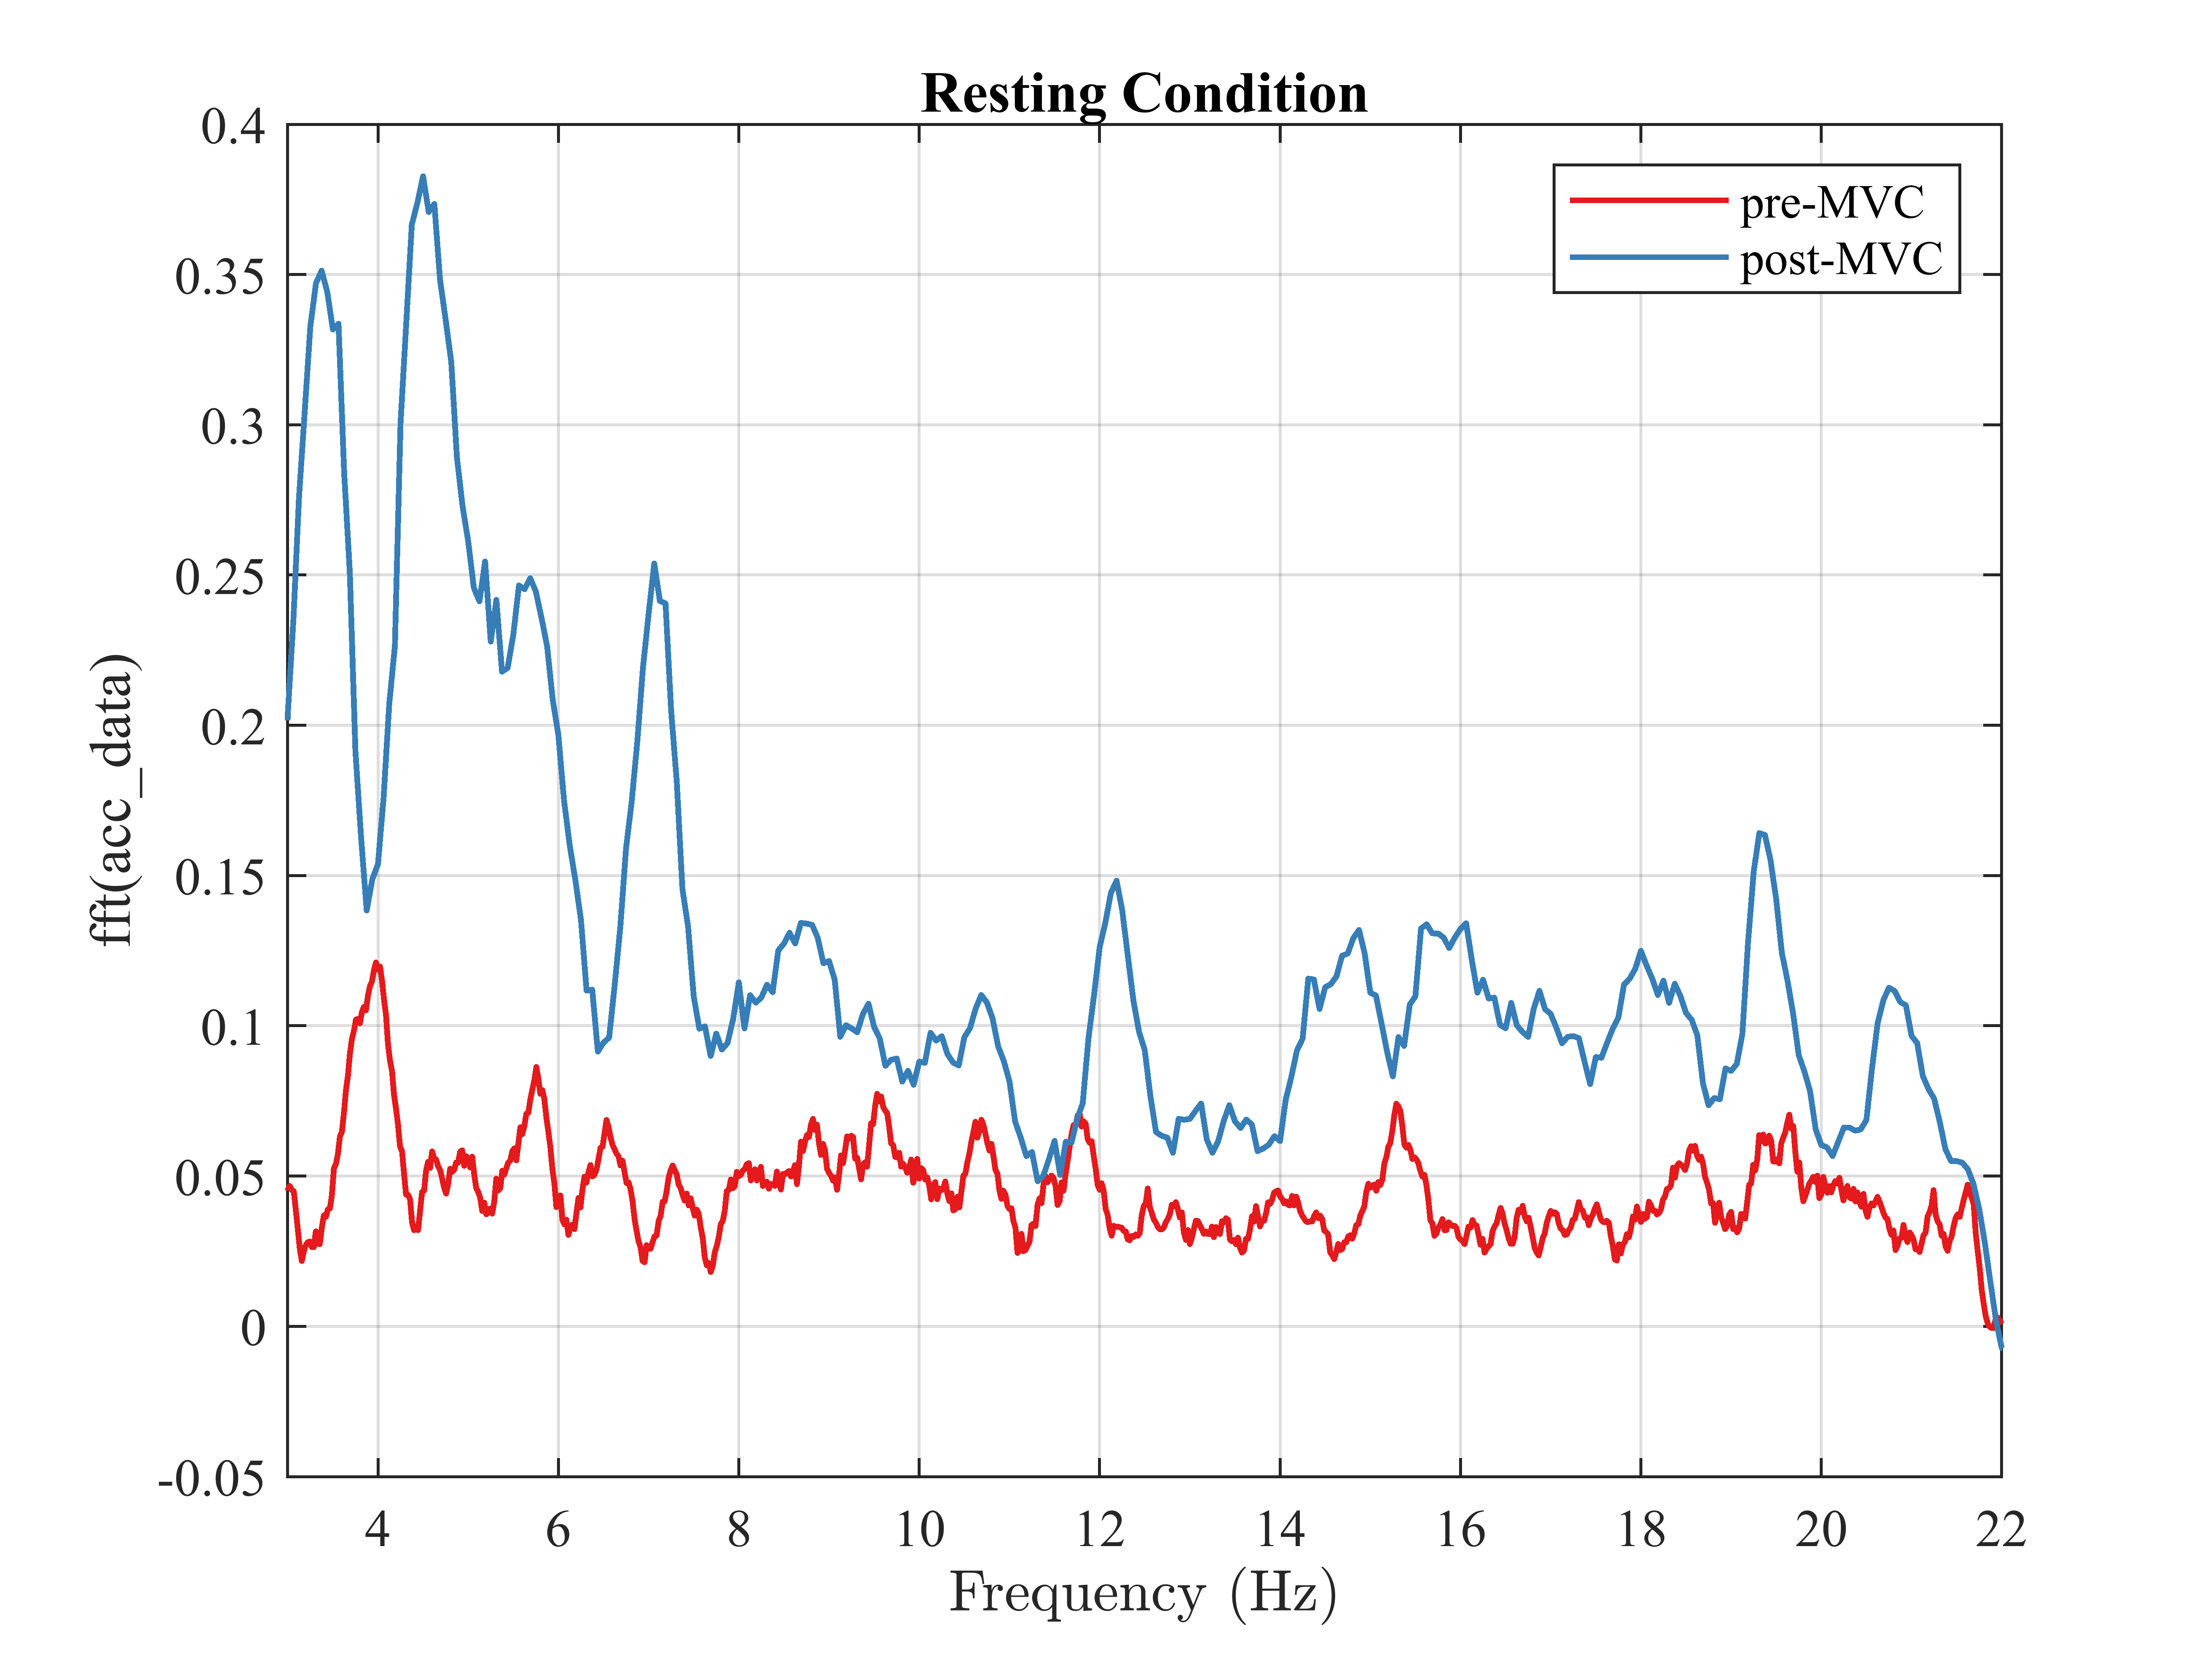 Resting Condition
pre-MVC
post-MVC
0.4
0.35
0.3
0.25
0.2
0.15
0.1
0.05
0
-0.05
fft(acc_data)
4 6 8 10 12 14 16 18 20 22
Frequency (Hz)